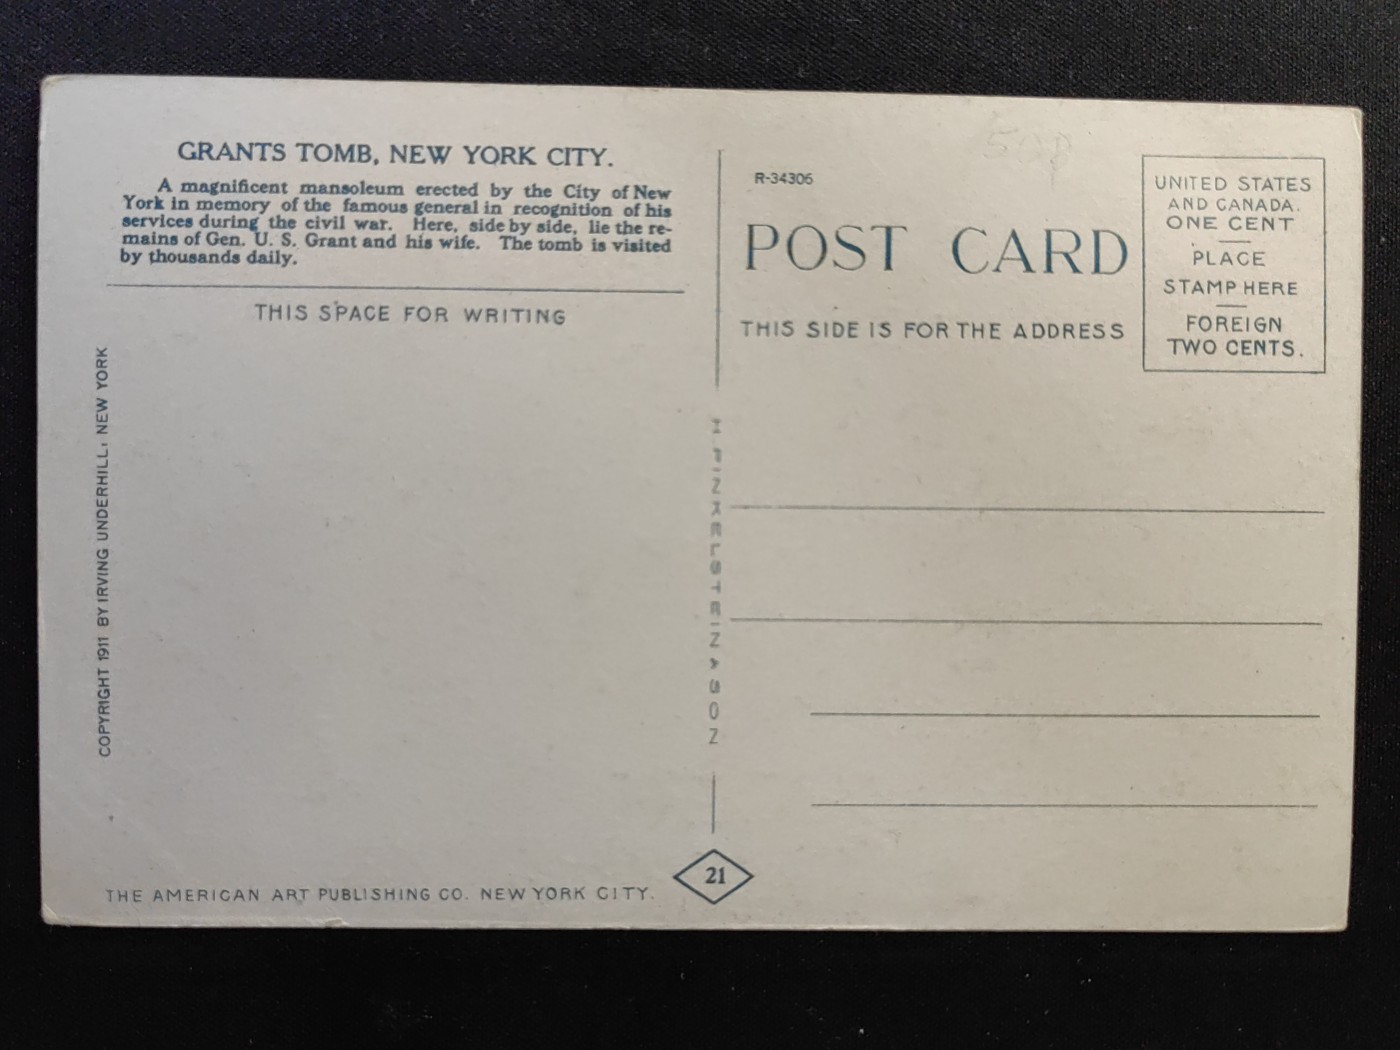 GRANTS TOMB, NEW YORK CITY.
A magnificent mansoleum erected by the City of New
York in memory of the famous general in recognition of his
services during the civil war. Here, side by side, lie the re-
mains of Gen. U. S. Grant and his wife. The tomb is visited
by thousands daily.
THIS SPACE FOR WRITING
COPYRIGHT 1911 BY IRVING UNDERHILL, NEW YORK
THE AMERICAN ART PUBLISHING CO. NEW YORK CITY.
H. FINKELSTEIN & SON
21
R-34306
POST CARD
THIS SIDE IS FOR THE ADDRESS
UNITED STATES
AND CANADA.
ONE CENT
PLACE
STAMP HERE
FOREIGN
TWO CENTS.